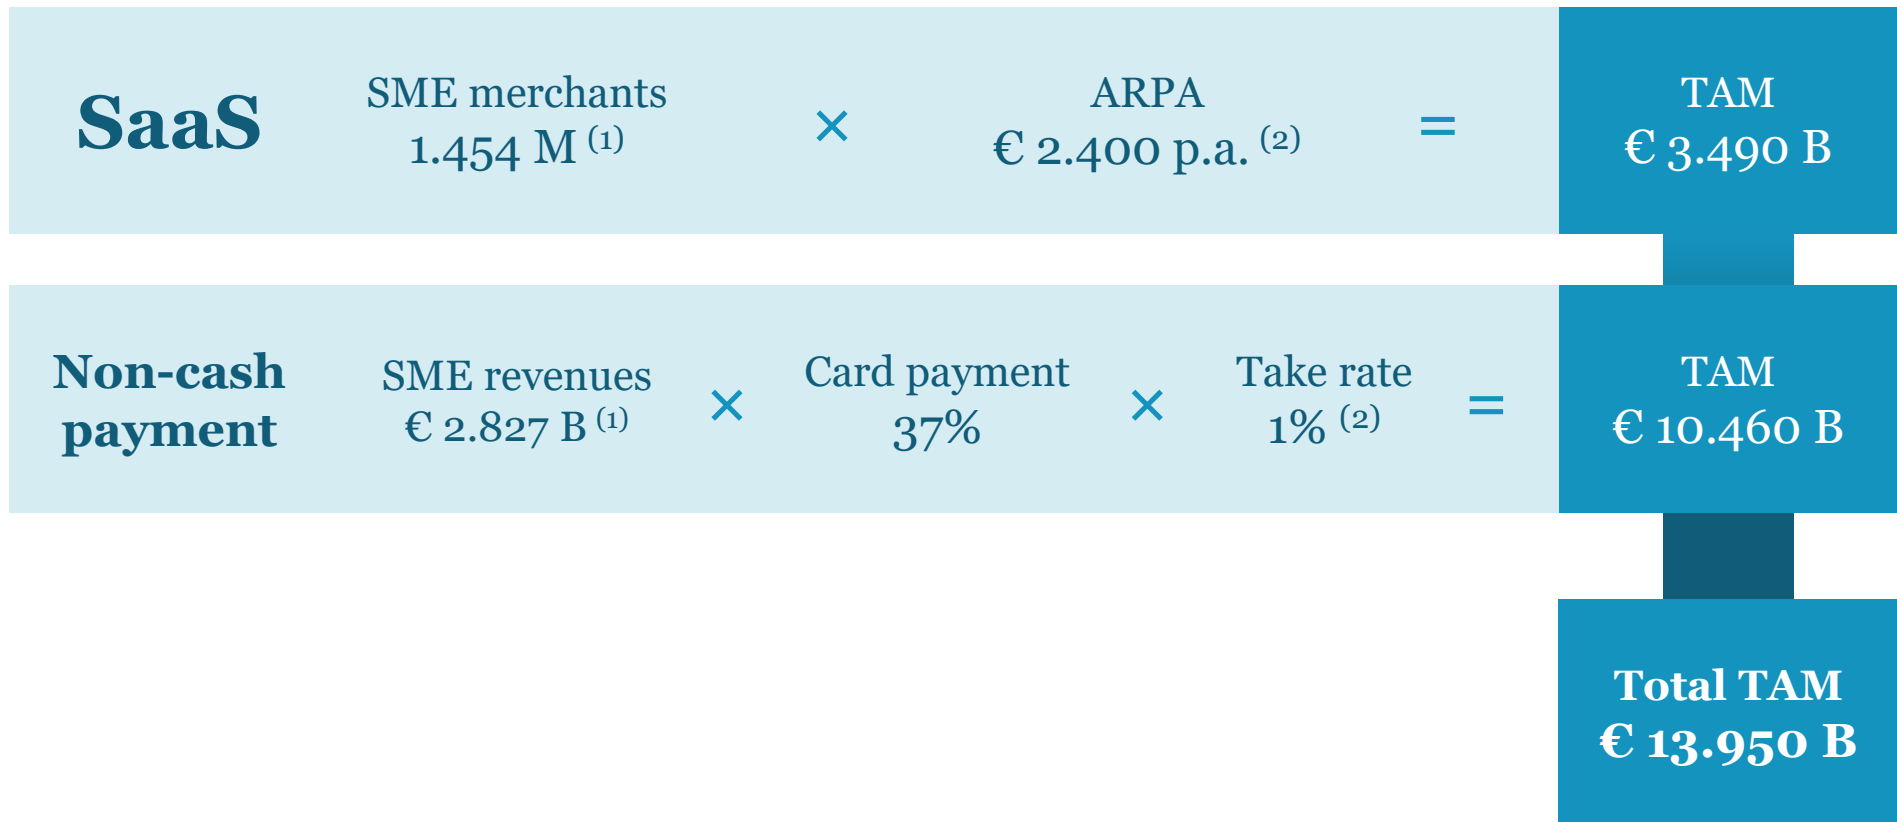 SaaS
SME merchants
1.454 M (1)
×
ARPA
€ 2.400 p.a. (2)
=
TAM
€ 3.490 B
Non-cash
payment
SME revenues
€ 2.827 B (1)
×
Card payment
37%
×
Take rate
1% (2)
=
TAM
€ 10.460 B
Total TAM
€ 13.950 B